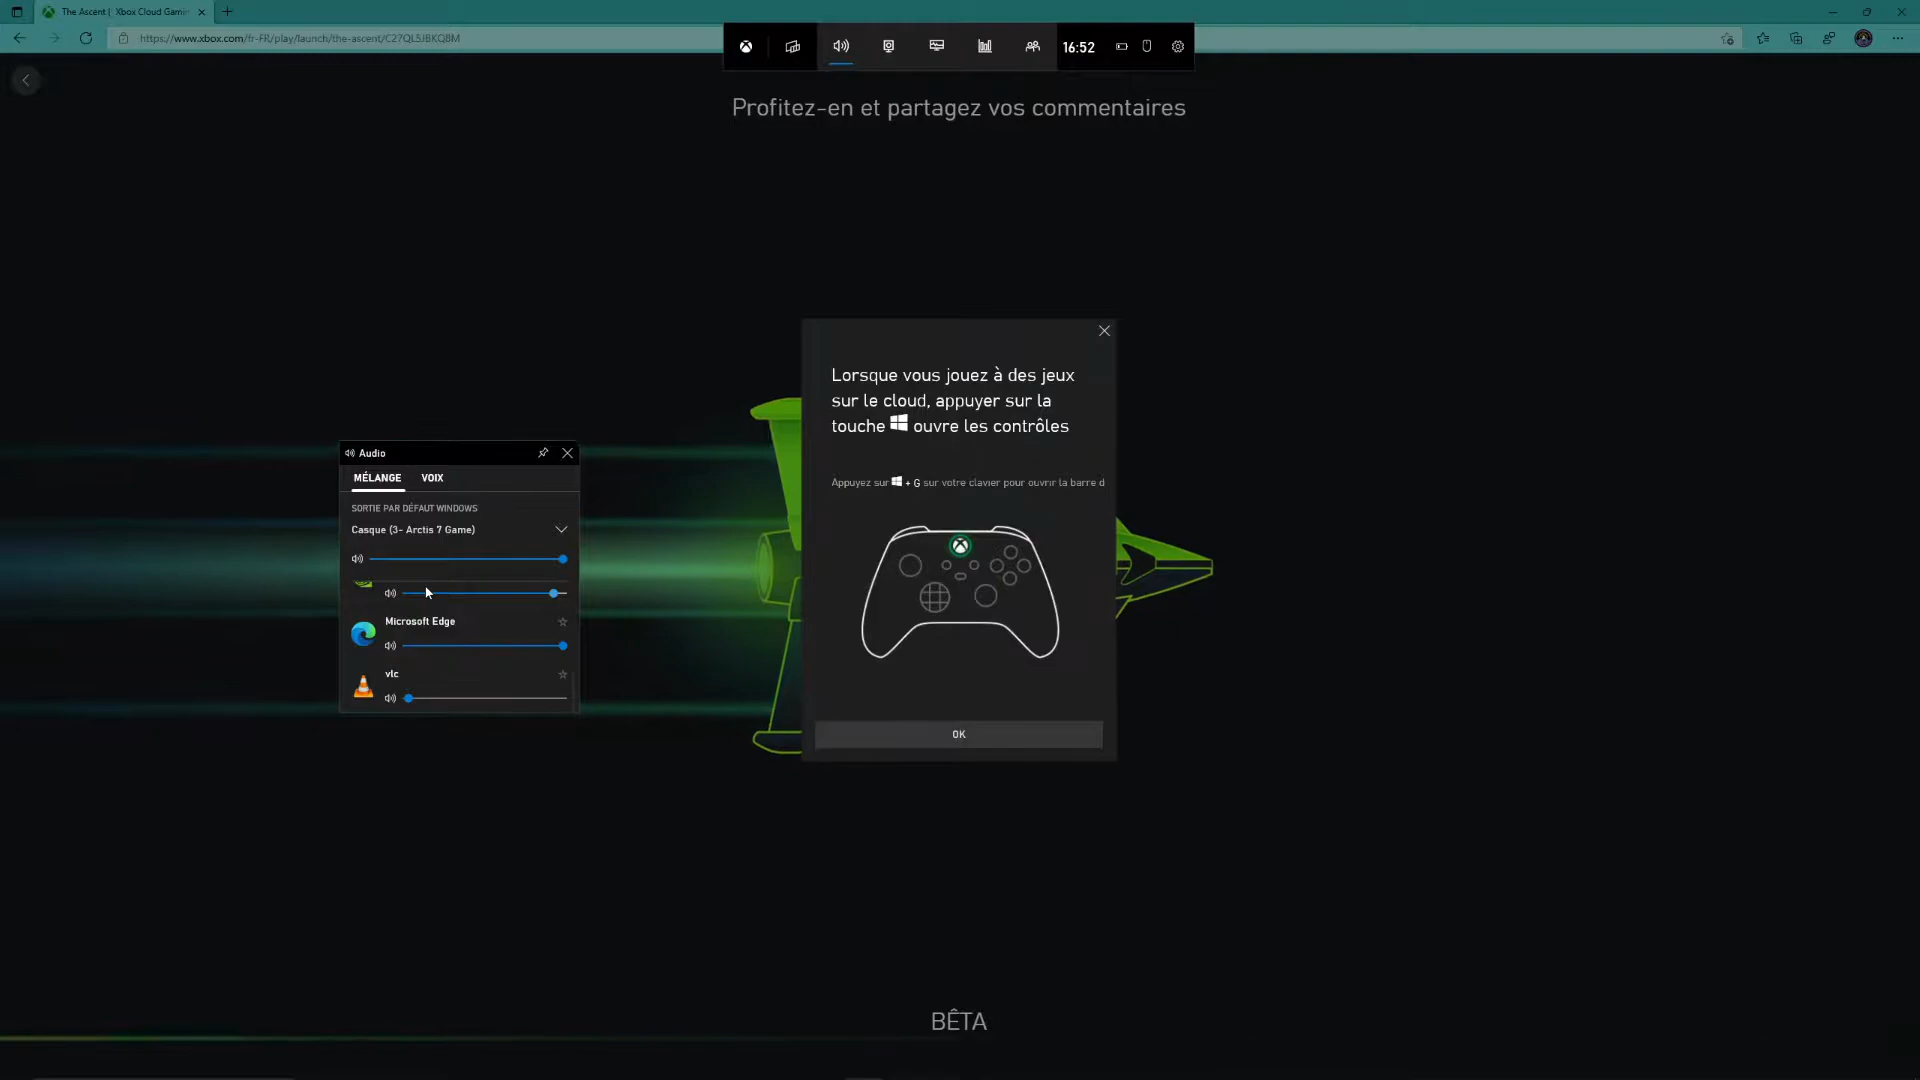 The Ascent | Xbox Cloud Gamin
https://www.xbox.com/fr-FR/play/launch/the-ascent/C27QLSJBKQ8M
16:52
Profitez-en et partagez vos commentaires
Lorsque vous jouez à des jeux
sur le cloud, appuyer sur la
touche ouvre les contrôles
Appuyez sur + G sur votre clavier pour ouvrir la barre d
OK
Audio
MÉLANGE VOIX
SORTIE PAR DÉFAUT WINDOWS
Casque (3- Arctis 7 Game)
Microsoft Edge
vlc
BÊTA